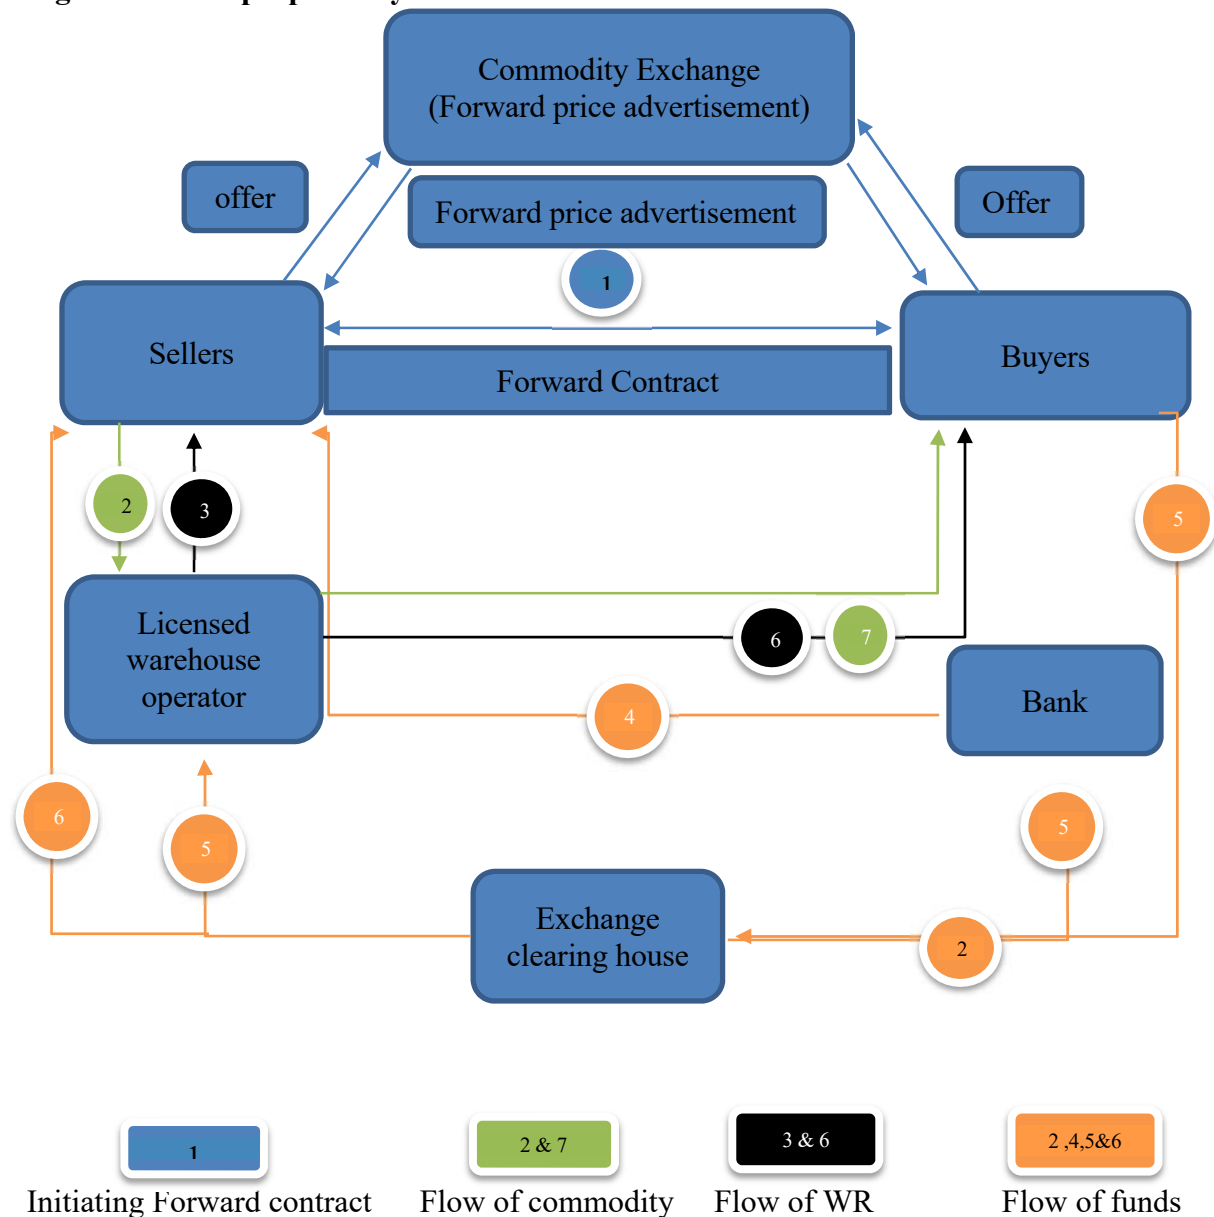 Commodity Exchange
(Forward price advertisement)
offer
Forward price advertisement
Offer
1
Sellers
Forward Contract
Buyers
2
3
5
Licensed
warehouse
operator
6
7
Bank
4
6
5
5
Exchange
clearing house
2
1
2 & 7
3 & 6
2 ,4,5&6
Initiating Forward contract
Flow of commodity
Flow of WR
Flow of funds